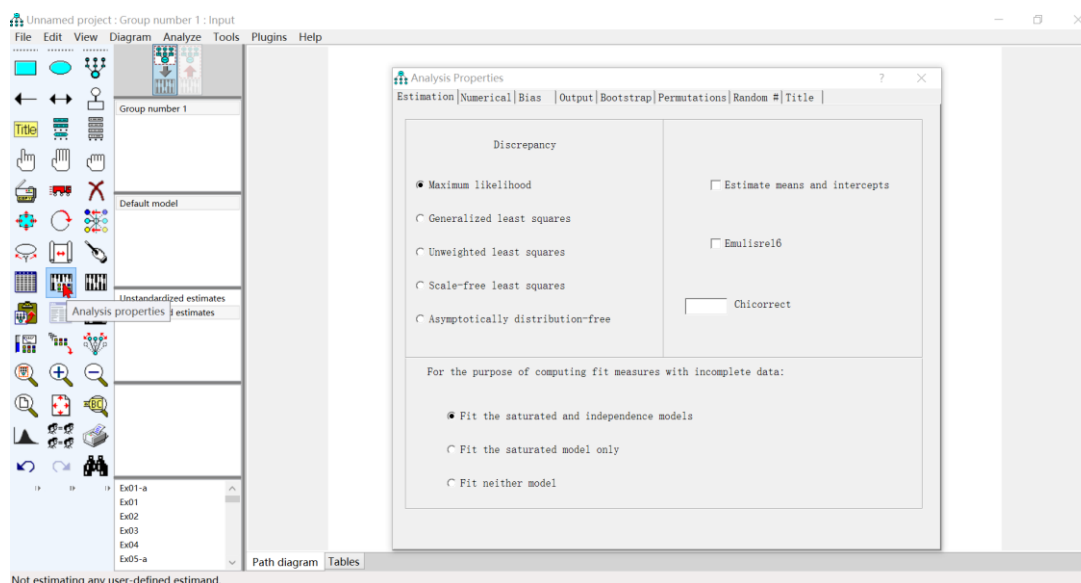 Unnamed project : Group number 1 : Input
File Edit View Diagram Analyze Tools Plugins Help
Title
Group number 1
Default model
Unstandardized estimates
d estimates
Analysis properties
Ex01-a
Ex01
Ex02
Ex03
Ex04
Ex05-a
Path diagram Tables
Not estimating any user-defined estimand.
Analysis Properties
Estimation Numerical Bias Output Bootstrap Permutations Random # Title
Discrepancy
Maximum likelihood
Generalized least squares
Unweighted least squares
Scale-free least squares
Asymptotically distribution-free
Estimate means and intercepts
Emulisrel6
Chicorrect
For the purpose of computing fit measures with incomplete data:
Fit the saturated and independence models
Fit the saturated model only
Fit neither model